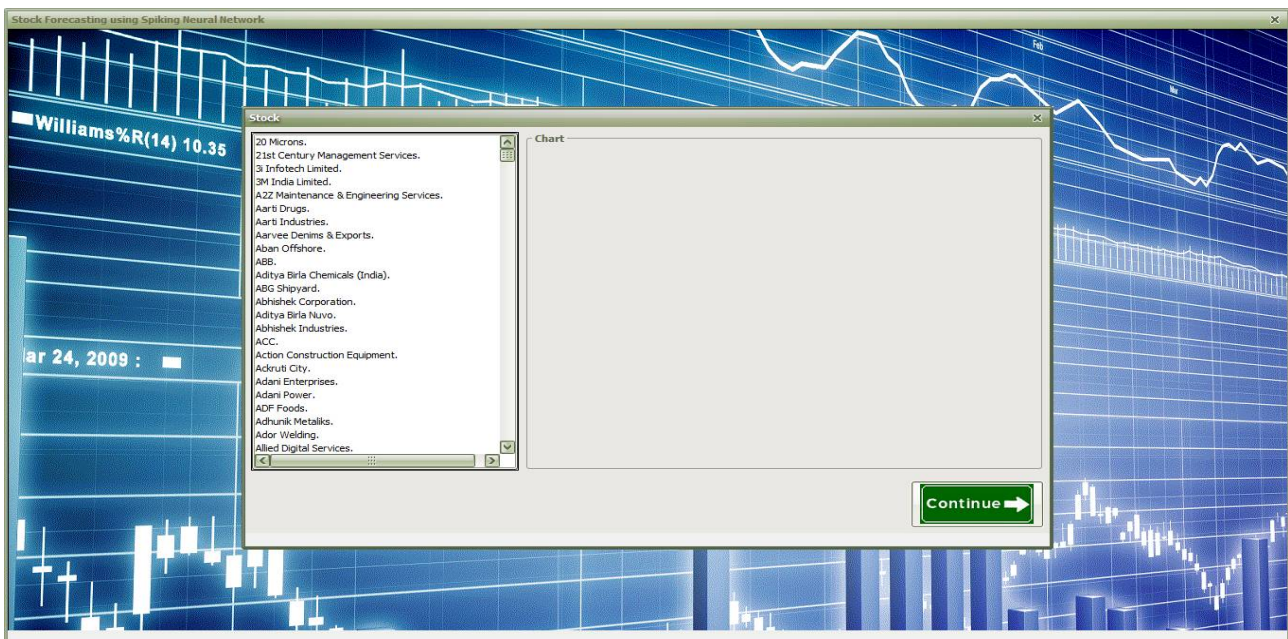 Stock Forecasting using Spiking Neural Network
Feb
Williams%R(14) 10.35
Stock
20 Microns.
21st Century Management Services.
3i Infotech Limited.
3M India Limited.
A2Z Maintenance & Engineering Services.
Aarti Drugs.
Aarti Industries.
Aarvee Denims & Exports.
Aban Offshore.
ABB.
Aditya Birla Chemicals (India).
ABG Shipyard.
Abhishek Corporation.
Aditya Birla Nuvo.
Abhishek Industries.
ACC.
Action Construction Equipment.
Ackruti City.
Adani Enterprises.
Adani Power.
ADF Foods.
Adhunik Metaliks.
Ador Welding.
Allied Digital Services.
Chart
ar 24, 2009 :
Continue